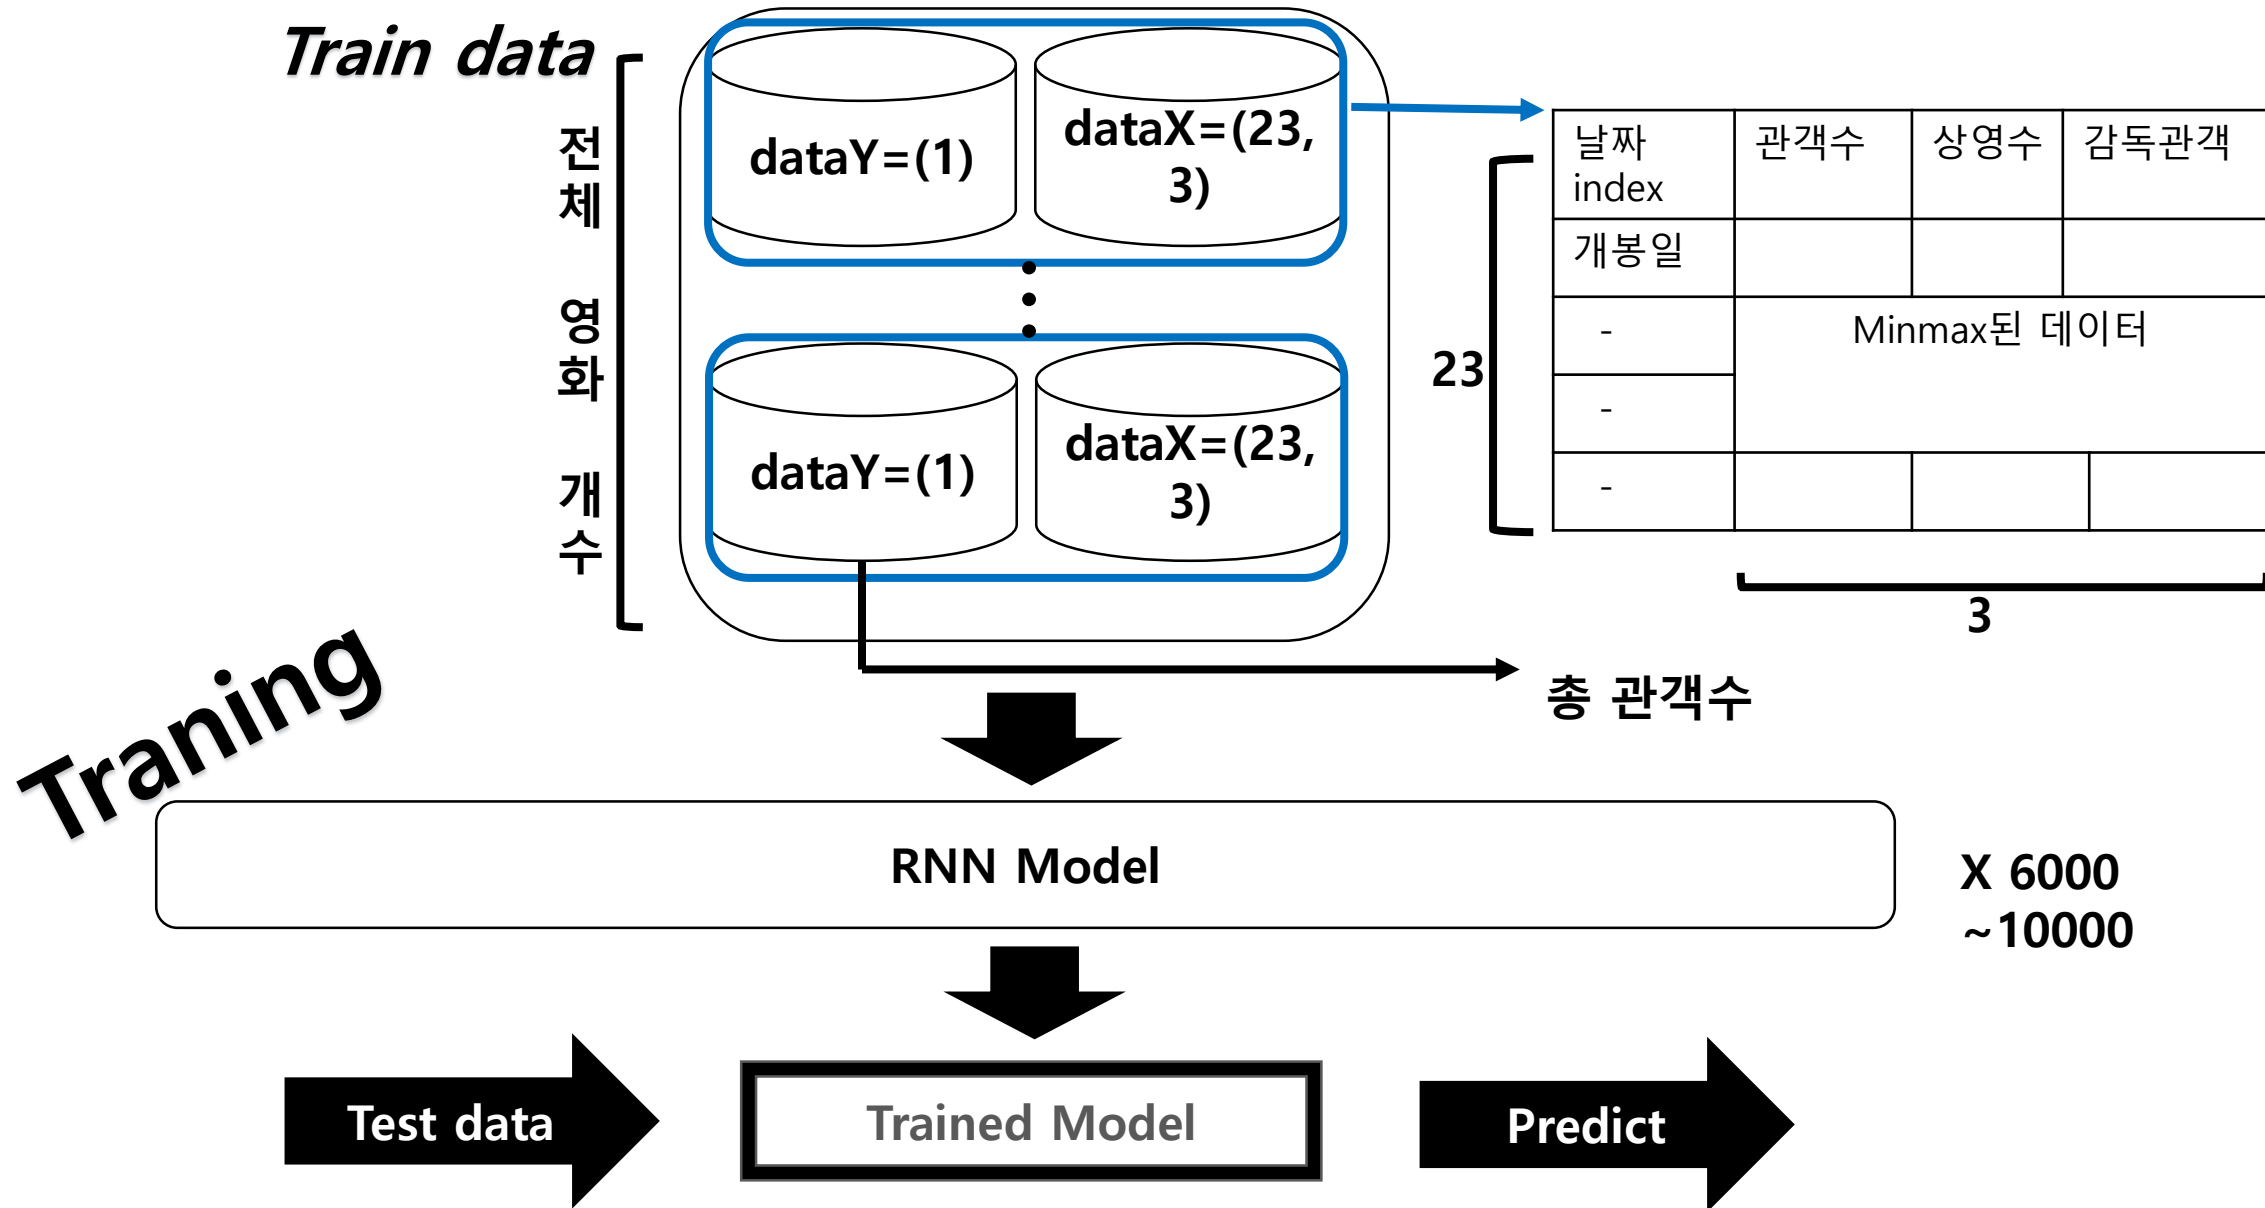 Train data
전
체
영
화
개
수
dataY=(1)
dataX=(23,
3)
dataY=(1)
dataX=(23,
3)
23
날짜
index
관객수
상영수
감독관객
개봉일
-
Minmax된 데이터
-
-
3
총 관객수
Traning
RNN Model
X 6000
~10000
Test data
Trained Model
Predict